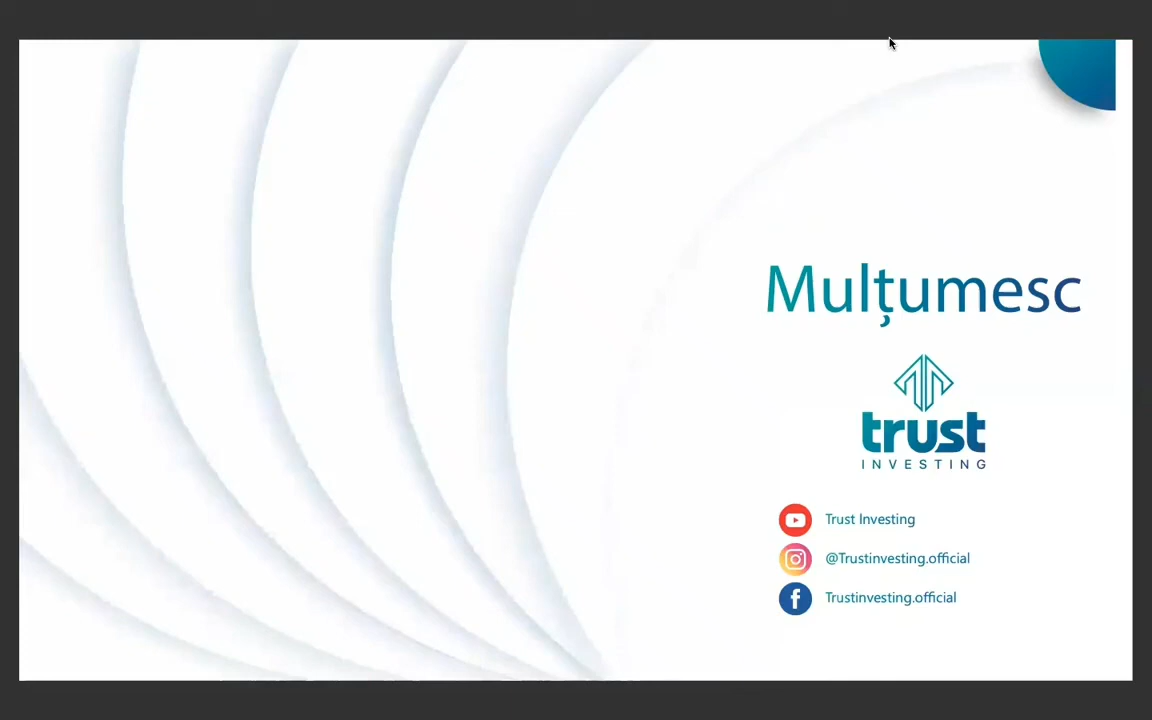 Mulțumesc
trust
INVESTING
Trust Investing
@Trustinvesting.official
Trustinvesting.official